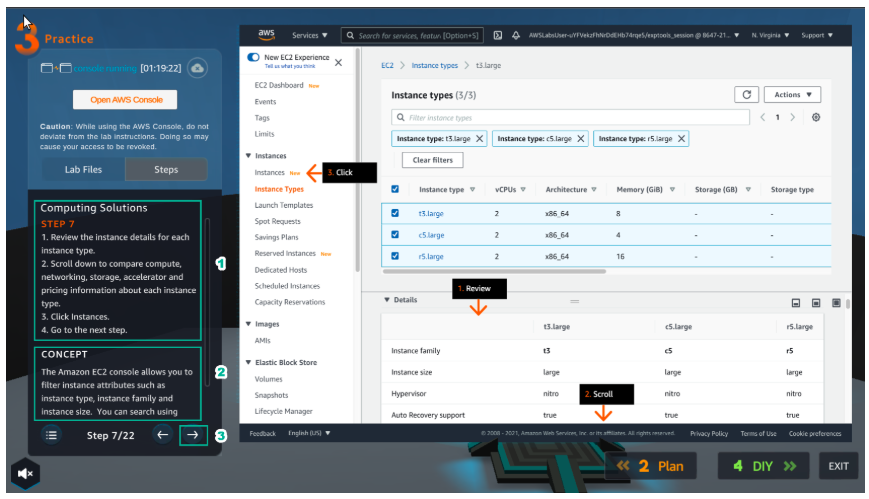 3 Practice
console running [01:19:22]
Open AWS Console
Caution: While using the AWS Console, do not
deviate from the lab instructions. Doing so may
cause your access to be revoked.
Lab Files Steps
Computing Solutions
STEP 7
1. Review the instance details for each
instance type.
2. Scroll down to compare compute,
networking, storage, accelerator and
pricing information about each instance
type.
3. Click Instances.
4. Go to the next step.
1
CONCEPT
The Amazon EC2 console allows you to
filter instance attributes such as
instance type, instance family and
instance size. You can search using
2
Step 7/22
3
aws Services Search for services, featur [Option+S] N. Virginia Support
New EC2 Experience
Tell us what you think
EC2 Dashboard New
Events
Tags
Limits
Instances
Instances New
3. Click
Instance Types
Launch Templates
Spot Requests
Savings Plans
Reserved Instances New
Dedicated Hosts
Scheduled Instances
Capacity Reservations
Images
AMIs
Elastic Block Store
Volumes
Snapshots
Lifecycle Manager
EC2 > Instance types > t3.large
Instance types (3/3) Actions
Filter instance types 1
Instance type: t3.large X Instance type: c5.large X Instance type: r5.large X
Clear filters
Instance type vCPUs Architecture Memory (GiB) Storage (GB) Storage type
t3.large 2 x86_64 8 - -
c5.large 2 x86_64 4 - -
r5.large 2 x86_64 16 - -
1. Review
Details
t3.large c5.large r5.large
Instance family t3 c5 r5
Instance size large large large
Hypervisor nitro nitro nitro
2. Scroll
Auto Recovery support true true true
Feedback English (US) © 2008 - 2021, Amazon Web Services, Inc. or its affiliates. All rights reserved. Privacy Policy Terms of Use Cookie preferences
2 Plan 4 DIY EXIT